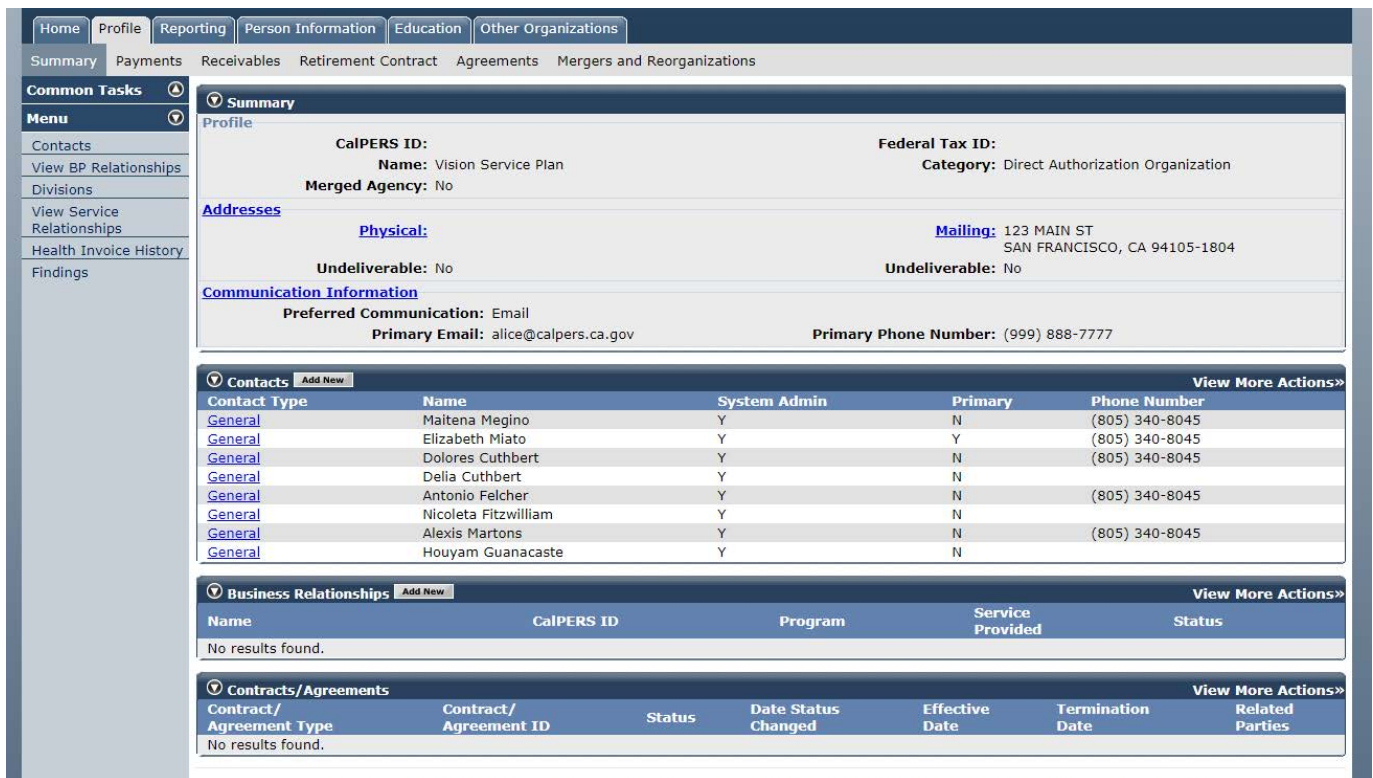 Home Profile Reporting Person Information Education Other Organizations
Summary Payments Receivables Retirement Contract Agreements Mergers and Reorganizations
Common Tasks
Menu
Contacts
View BP Relationships
Divisions
View Service
Relationships
Health Invoice History
Findings
Summary
Profile
CalPERS ID: Federal Tax ID:
Name: Vision Service Plan Category: Direct Authorization Organization
Merged Agency: No
Addresses
Physical: Mailing: 123 MAIN ST
SAN FRANCISCO, CA 94105-1804
Undeliverable: No Undeliverable: No
Communication Information
Preferred Communication: Email
Primary Email: alice@calpers.ca.gov Primary Phone Number: (999) 888-7777
Contacts Add New View More Actions»
Contact Type Name System Admin Primary Phone Number
General Maitena Megino Y N (805) 340-8045
General Elizabeth Miato Y Y (805) 340-8045
General Dolores Cuthbert Y N (805) 340-8045
General Delia Cuthbert Y N
General Antonio Felcher Y N (805) 340-8045
General Nicoleta Fitzwilliam Y N
General Alexis Martons Y N (805) 340-8045
General Houyam Guanacaste Y N
Business Relationships Add New View More Actions»
Name CalPERS ID Program Service Provided Status
No results found.
Contracts/Agreements View More Actions»
Contract/ Contract/ Status Date Status Effective Termination Related
Agreement Type Agreement ID Changed Date Date Parties
No results found.